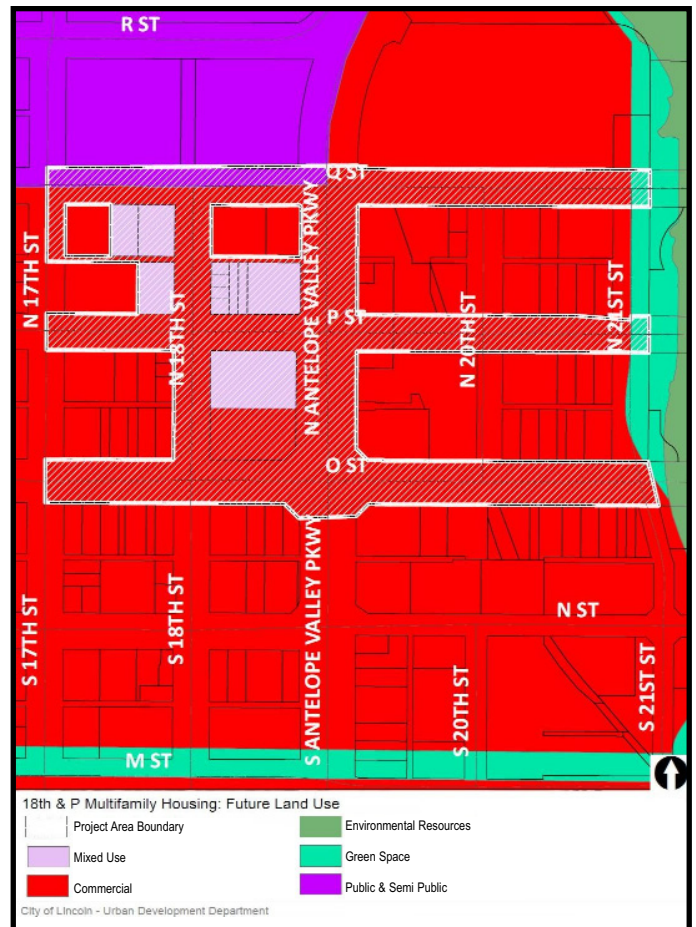 R ST
Q ST
N 17TH ST
N 18TH ST
N ANTELOPE VALLEY PKWY
P ST
N 20TH ST
N 21ST ST
O ST
S 17TH ST
S 18TH ST
S ANTELOPE VALLEY PKWY
N ST
S 20TH ST
S 21ST ST
M ST
18th & P Multifamily Housing: Future Land Use
Project Area Boundary
Mixed Use
Commercial
Environmental Resources
Green Space
Public & Semi Public
City of Lincoln - Urban Development Department